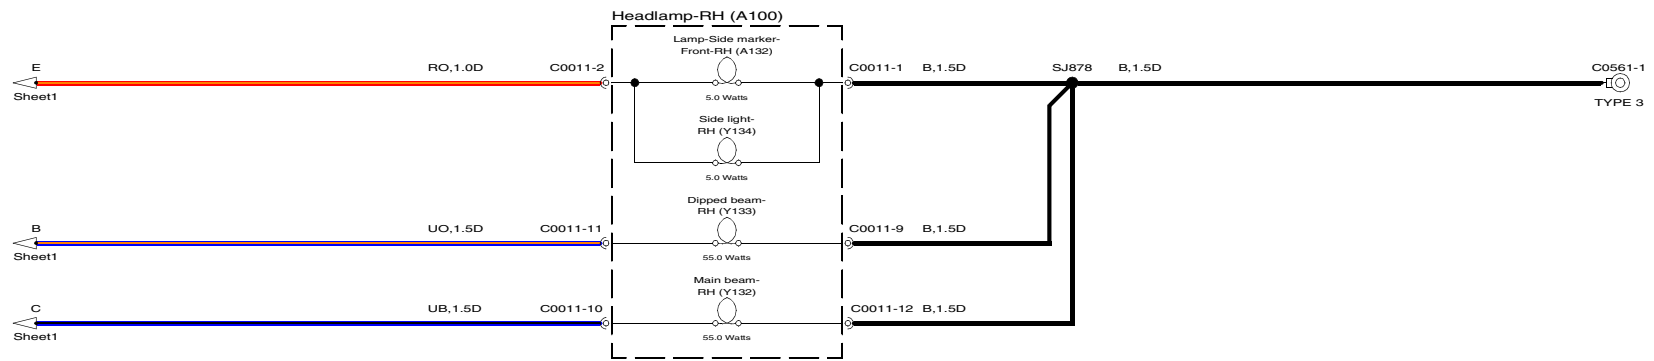 Headlamp-RH (A100)
Lamp-Side marker-
Front-RH (A132)
E
RO,1.0D
C0011-2
C0011-1
B,1.5D
SJ878
B,1.5D
C0561-1
Sheet1
5.0 Watts
TYPE 3
Side light-
RH (Y134)
5.0 Watts
Dipped beam-
RH (Y133)
B
UO,1.5D
C0011-11
C0011-9
B,1.5D
Sheet1
55.0 Watts
Main beam-
RH (Y132)
C
UB,1.5D
C0011-10
C0011-12
B,1.5D
Sheet1
55.0 Watts